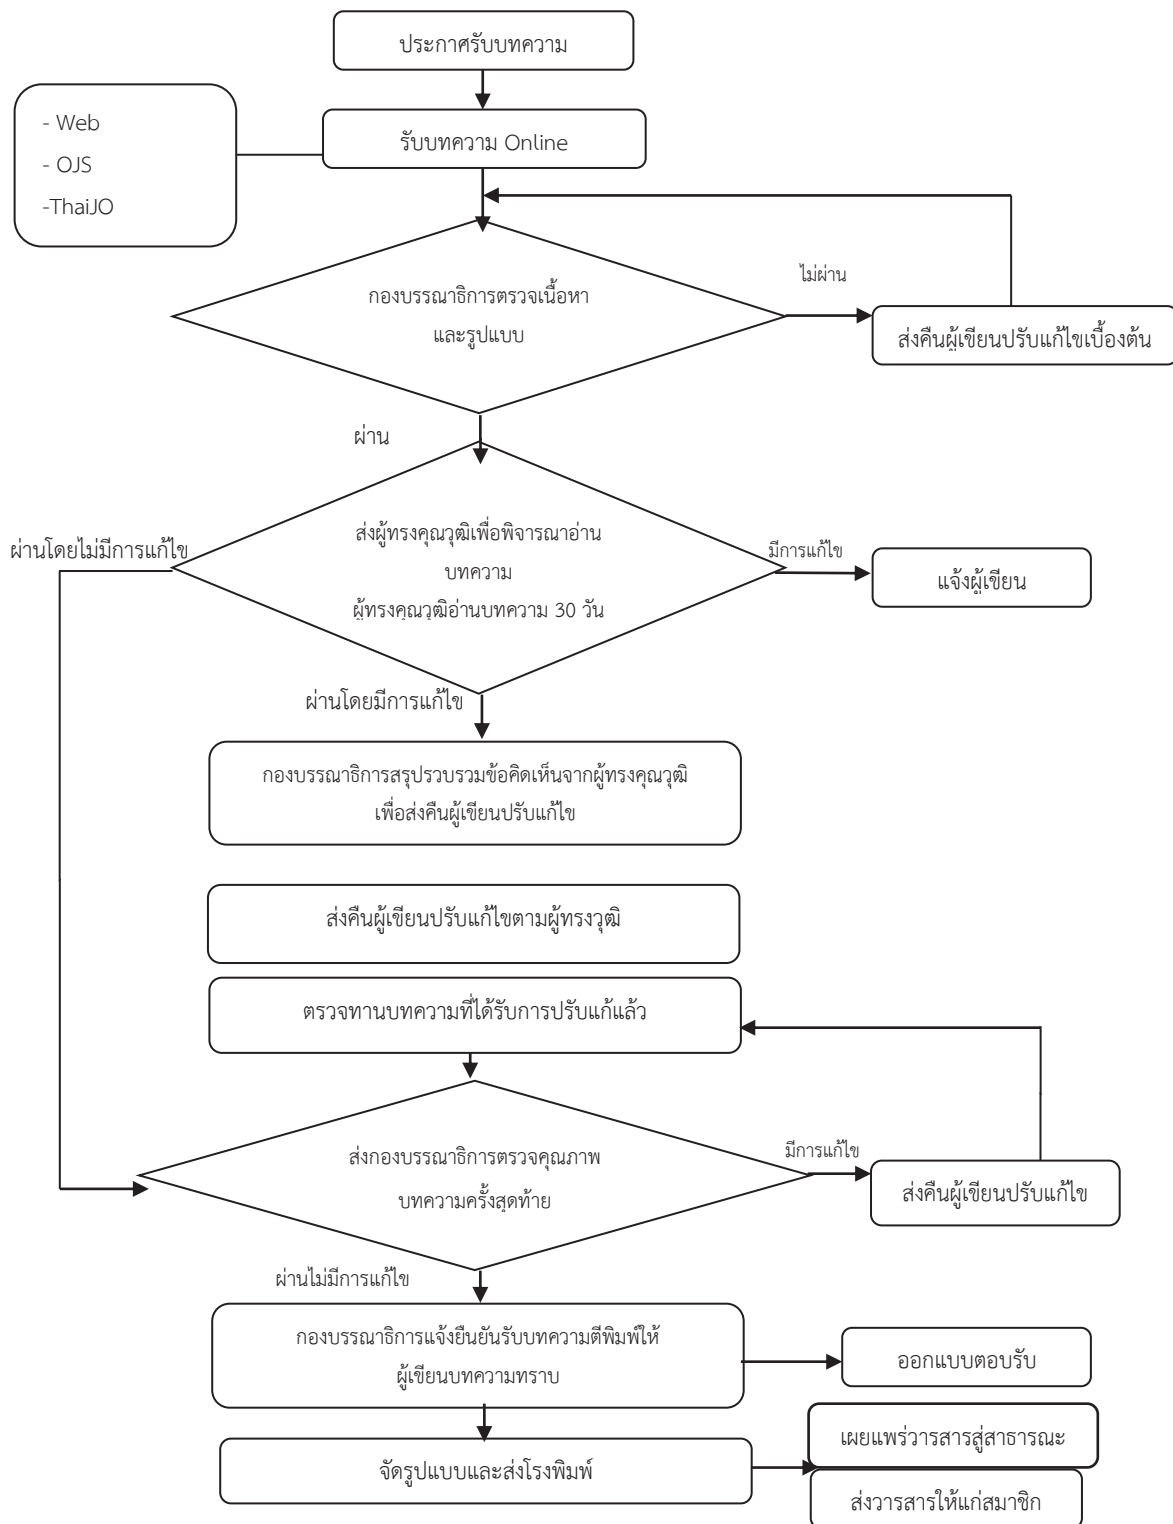 ประกาศรับบทความ
- Web
- OJS
-ThaiJO
รับบทความ Online
ไม่ผ่าน
กองบรรณาธิการตรวจเนื้อหา
และรูปแบบ
ส่งคืนผู้เขียนปรับแก้ไขเบื้องต้น
ผ่าน
ส่งผู้ทรงคุณวุฒิเพื่อพิจารณาอ่าน
บทความ
ผู้ทรงคุณวุฒิอ่านบทความ 30 วัน
ผ่านโดยไม่มีการแก้ไข
มีการแก้ไข
แจ้งผู้เขียน
ผ่านโดยมีการแก้ไข
กองบรรณาธิการสรุปรวบรวมข้อคิดเห็นจากผู้ทรงคุณวุฒิ
เพื่อส่งคืนผู้เขียนปรับแก้ไข
ส่งคืนผู้เขียนปรับแก้ไขตามผู้ทรงวุฒิ
ตรวจทานบทความที่ได้รับการปรับแก้แล้ว
ส่งกองบรรณาธิการตรวจคุณภาพ
บทความครั้งสุดท้าย
มีการแก้ไข
ส่งคืนผู้เขียนปรับแก้ไข
ผ่านไม่มีการแก้ไข
กองบรรณาธิการแจ้งยืนยันรับบทความตีพิมพ์ให้
ผู้เขียนบทความทราบ
ออกแบบตอบรับ
จัดรูปแบบและส่งโรงพิมพ์
เผยแพร่วารสารสู่สาธารณะ
ส่งวารสารให้แก่สมาชิก